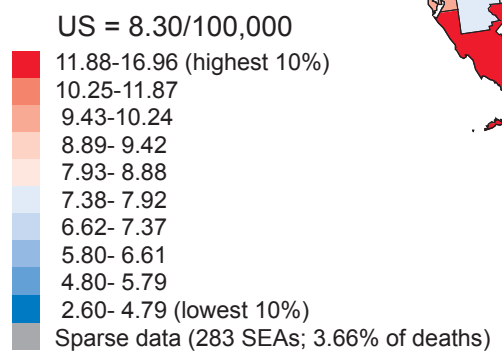 US = 8.30/100,000
11.88-16.96 (highest 10%)
10.25-11.87
9.43-10.24
8.89- 9.42
7.93- 8.88
7.38- 7.92
6.62- 7.37
5.80- 6.61
4.80- 5.79
2.60- 4.79 (lowest 10%)
Sparse data (283 SEAs; 3.66% of deaths)